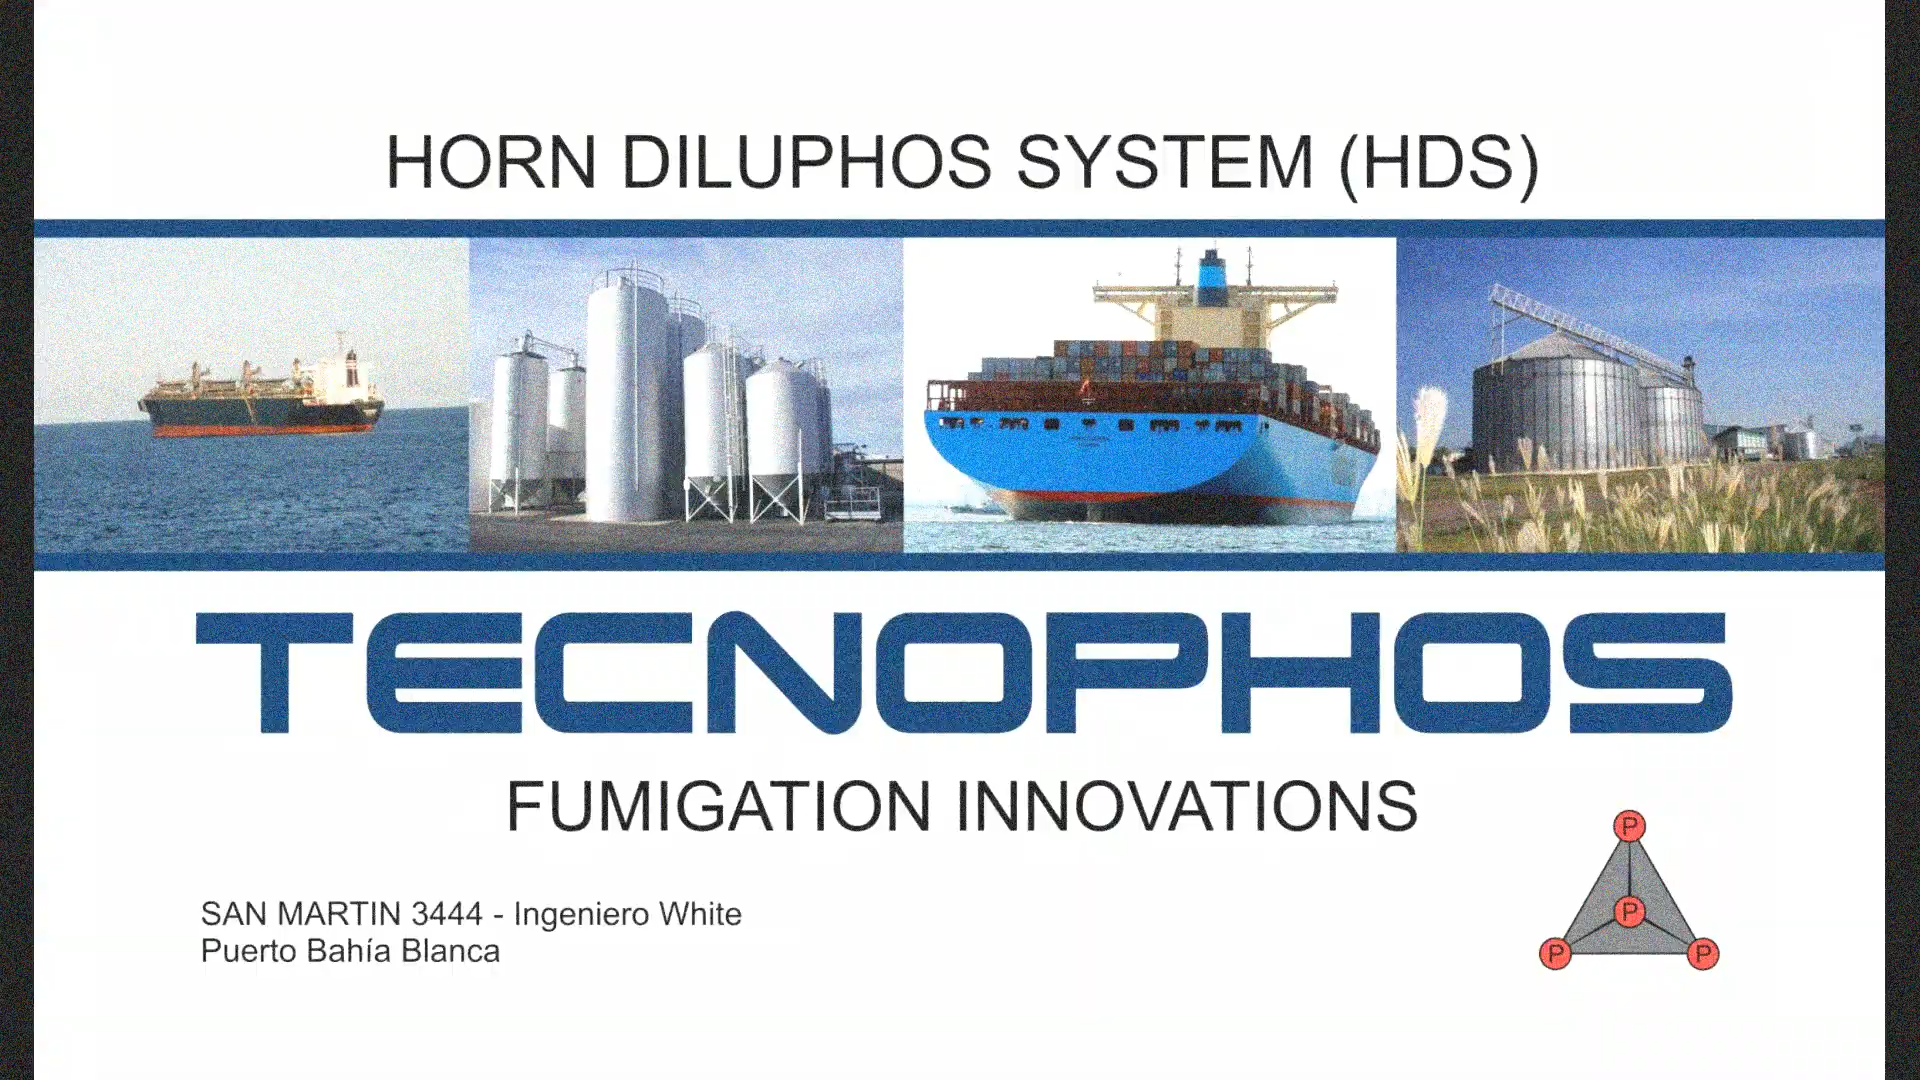 HORN DILUPHOS SYSTEM (HDS)
TECNOPHOS
FUMIGATION INNOVATIONS
SAN MARTIN 3444 - Ingeniero White
Puerto Bahía Blanca
P
P
P
P